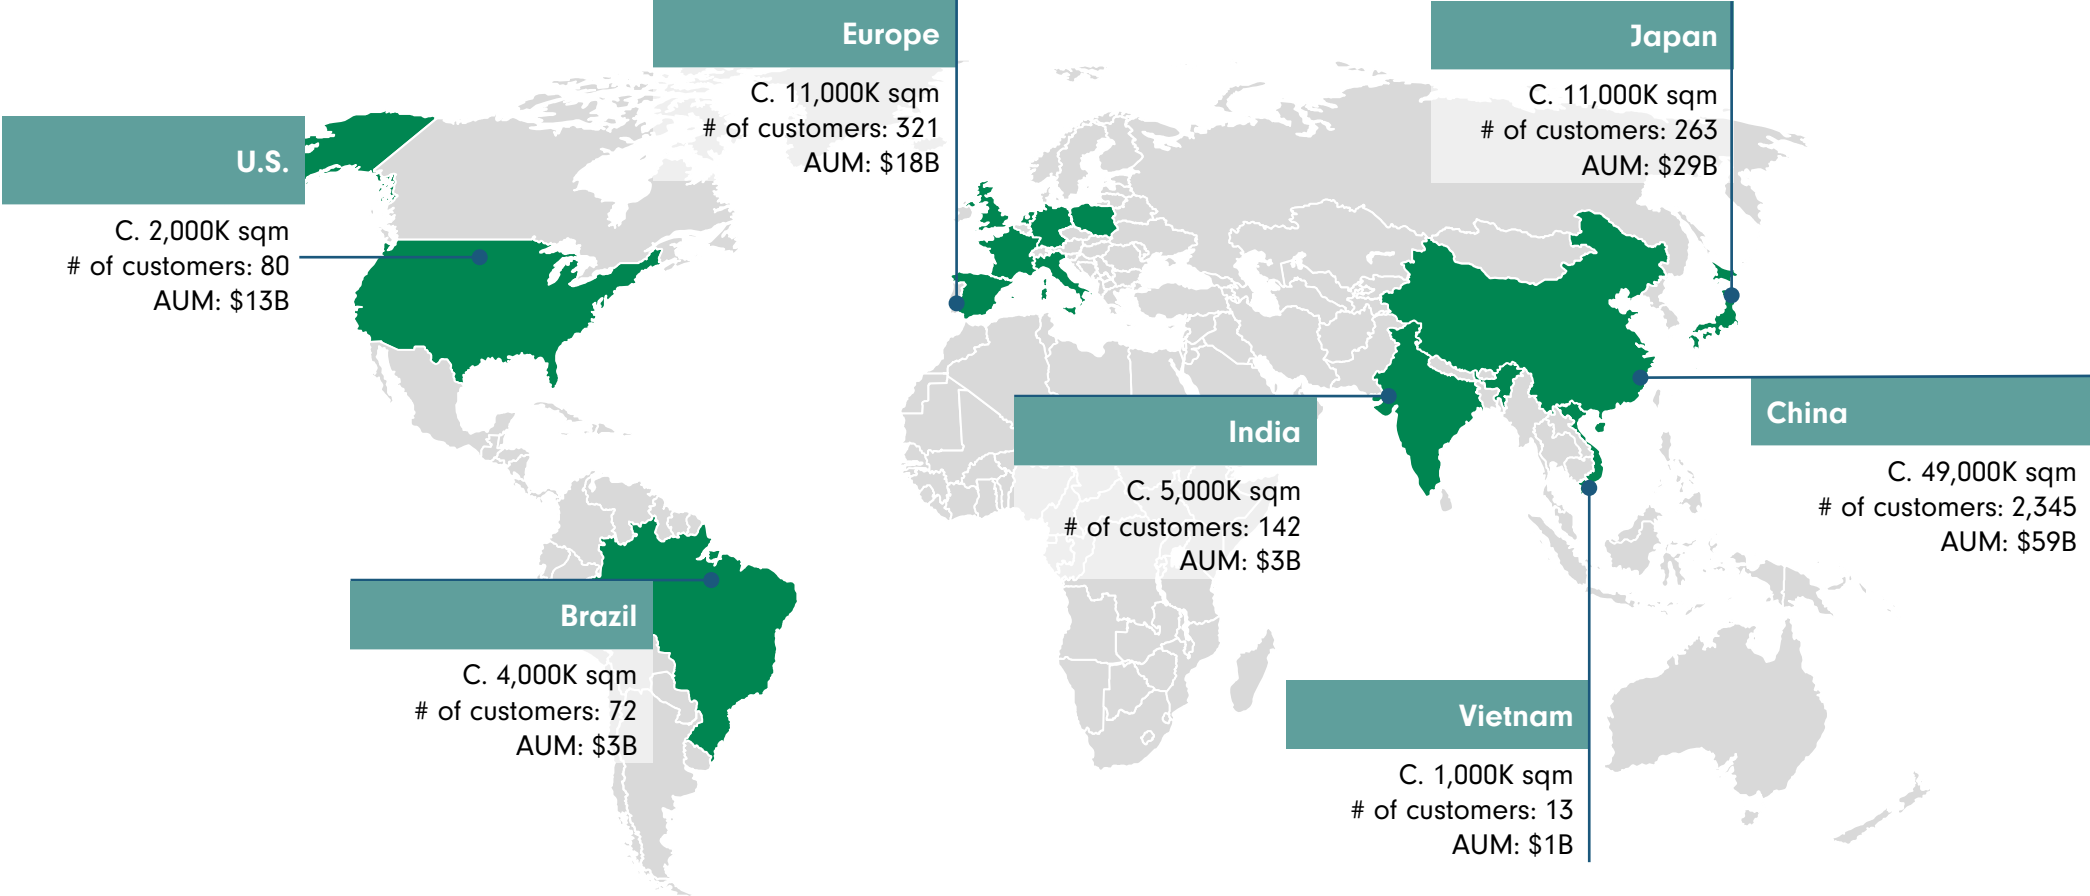 Europe
C. 11,000K sqm
# of customers: 321
AUM: $18B
Japan
C. 11,000K sqm
# of customers: 263
AUM: $29B
U.S.
C. 2,000K sqm
# of customers: 80
AUM: $13B
India
C. 5,000K sqm
# of customers: 142
AUM: $3B
China
C. 49,000K sqm
# of customers: 2,345
AUM: $59B
Brazil
C. 4,000K sqm
# of customers: 72
AUM: $3B
Vietnam
C. 1,000K sqm
# of customers: 13
AUM: $1B